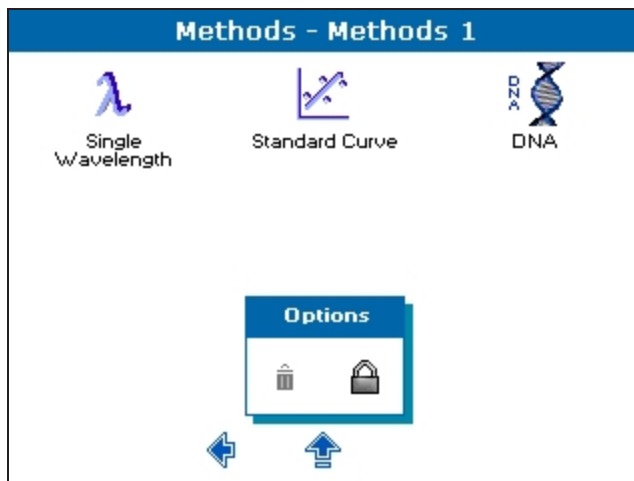 Methods - Methods 1
λ
DNA
Single
Wavelength
Standard Curve
DNA
Options